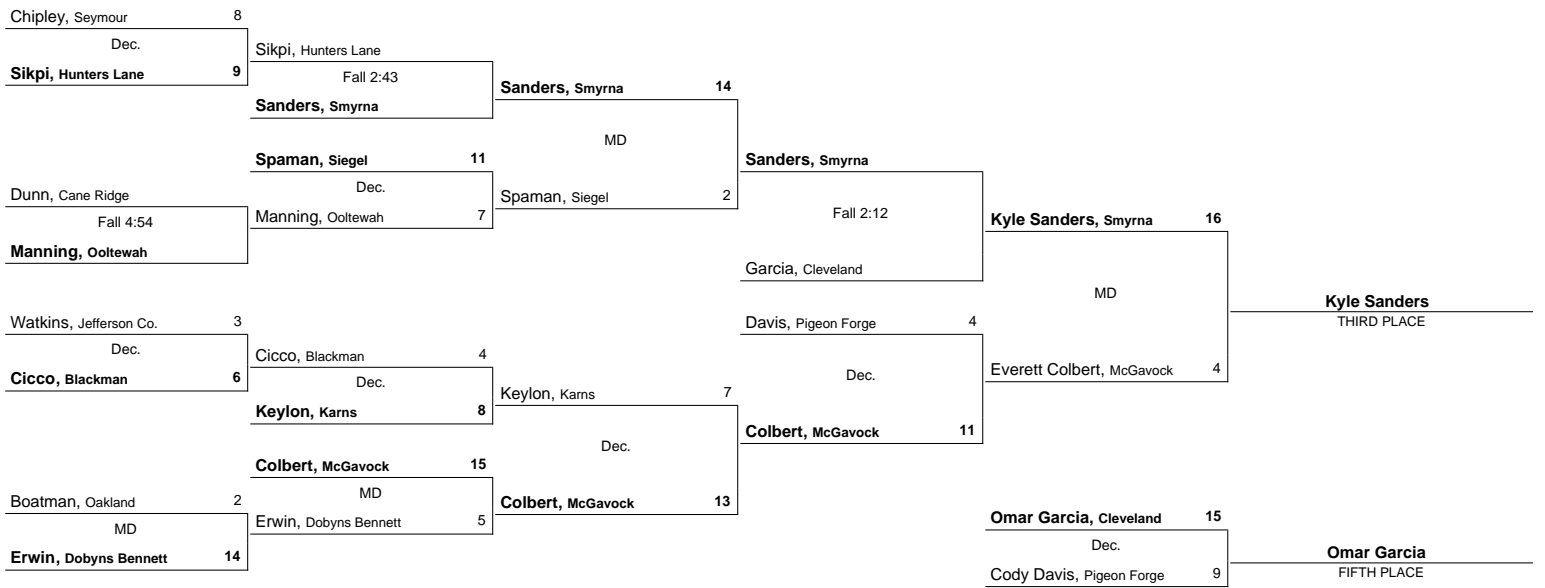 Chipley, Seymour 8
Dec.
Sikpi, Hunters Lane 9
Dunn, Cane Ridge
Fall 4:54
Manning, Ooltewah
Watkins, Jefferson Co. 3
Dec.
Cicco, Blackman 6
Boatman, Oakland 2
MD
Erwin, Dobyns Bennett 14
Sikpi, Hunters Lane
Fall 2:43
Sanders, Smyrna
Spaman, Siegel 11
Dec.
Manning, Ooltewah 7
Cicco, Blackman 4
Dec.
Keylon, Karns 8
Colbert, McGavock 15
MD
Erwin, Dobyns Bennett 5
Sanders, Smyrna 14
MD
Spaman, Siegel 2
Keylon, Karns 7
Dec.
Colbert, McGavock 13
Sanders, Smyrna
Fall 2:12
Garcia, Cleveland
Davis, Pigeon Forge 4
Dec.
Colbert, McGavock 11
Kyle Sanders, Smyrna 16
MD
Everett Colbert, McGavock 4
Kyle Sanders
THIRD PLACE
Omar Garcia, Cleveland 15
Dec.
Cody Davis, Pigeon Forge 9
Omar Garcia
FIFTH PLACE